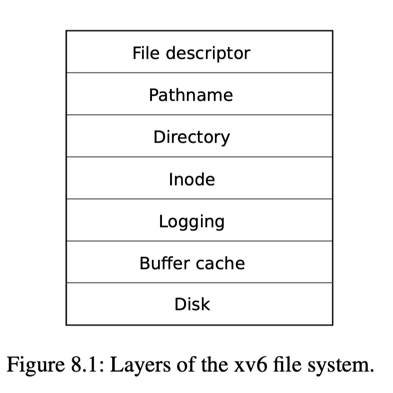 File descriptor
Pathname
Directory
Inode
Logging
Buffer cache
Disk
Figure 8.1: Layers of the xv6 file system.